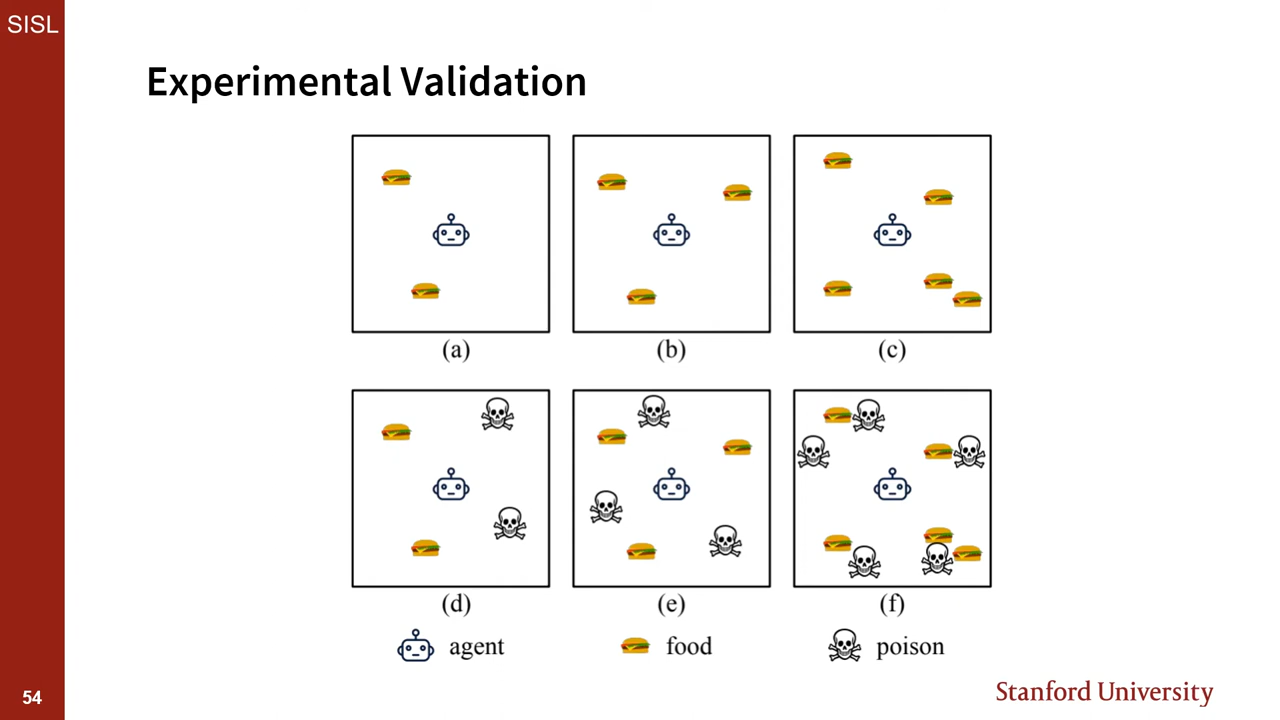 SISL
Experimental Validation
(a) (b) (c)
(d) (e) (f)
agent food poison
54
Stanford University